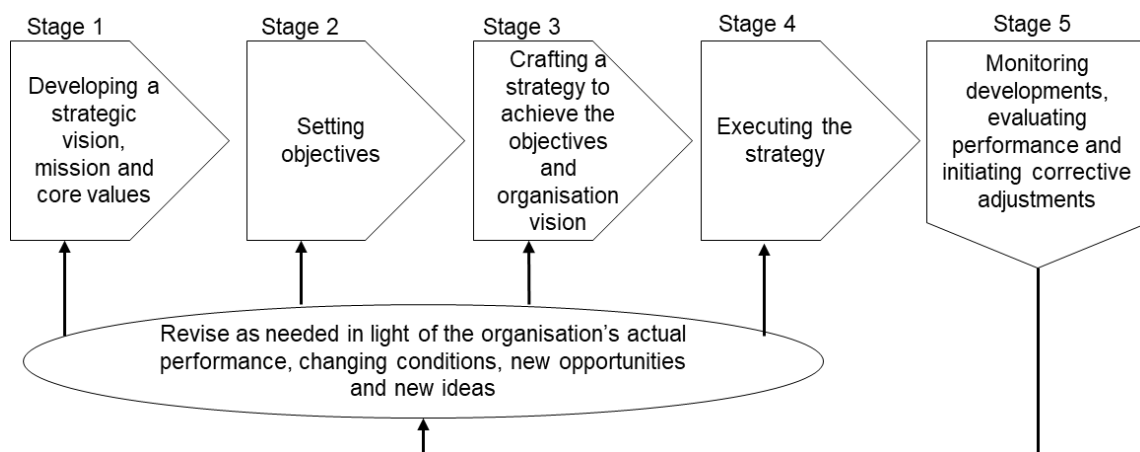 Stage 1
Developing a
strategic
vision,
mission and
core values
Stage 2
Setting
objectives
Stage 3
Crafting a
strategy to
achieve the
objectives
and
organisation
vision
Stage 4
Executing the
strategy
Stage 5
Monitoring
developments,
evaluating
performance and
initiating corrective
adjustments
Revise as needed in light of the organisation’s actual
performance, changing conditions, new opportunities
and new ideas